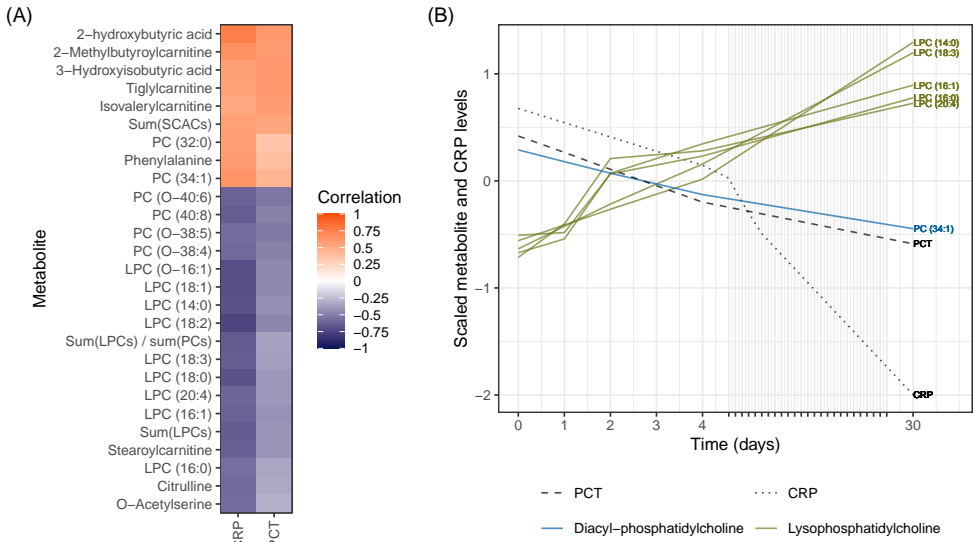 (A)
2−hydroxybutyric acid
2−Methylbutyroylcarnitine
3−Hydroxyisobutyric acid
Tiglylcarnitine
Isovalerylcarnitine
Sum(SCACs)
PC (32:0)
Phenylalanine
PC (34:1)
PC (O−40:6)
PC (40:8)
PC (O−38:5)
PC (O−38:4)
LPC (O−16:1)
LPC (18:1)
LPC (14:0)
LPC (18:2)
Sum(LPCs) / sum(PCs)
LPC (18:3)
LPC (18:0)
LPC (20:4)
LPC (16:1)
Sum(LPCs)
Stearoylcarnitine
LPC (16:0)
Citrulline
O−Acetylserine
Metabolite
CRP
PCT
Correlation
1
0.75
0.5
0.25
0
−0.25
−0.5
−0.75
−1
(B)
Scaled metabolite and CRP levels
1
0
−1
−2
LPC (14:0)
LPC (18:3)
LPC (16:1)
LPC (16:0)
LPC (20:4)
PC (34:1)
PCT
CRP
0 1 2 3 4 30
Time (days)
PCT
CRP
Diacyl−phosphatidylcholine
Lysophosphatidylcholine